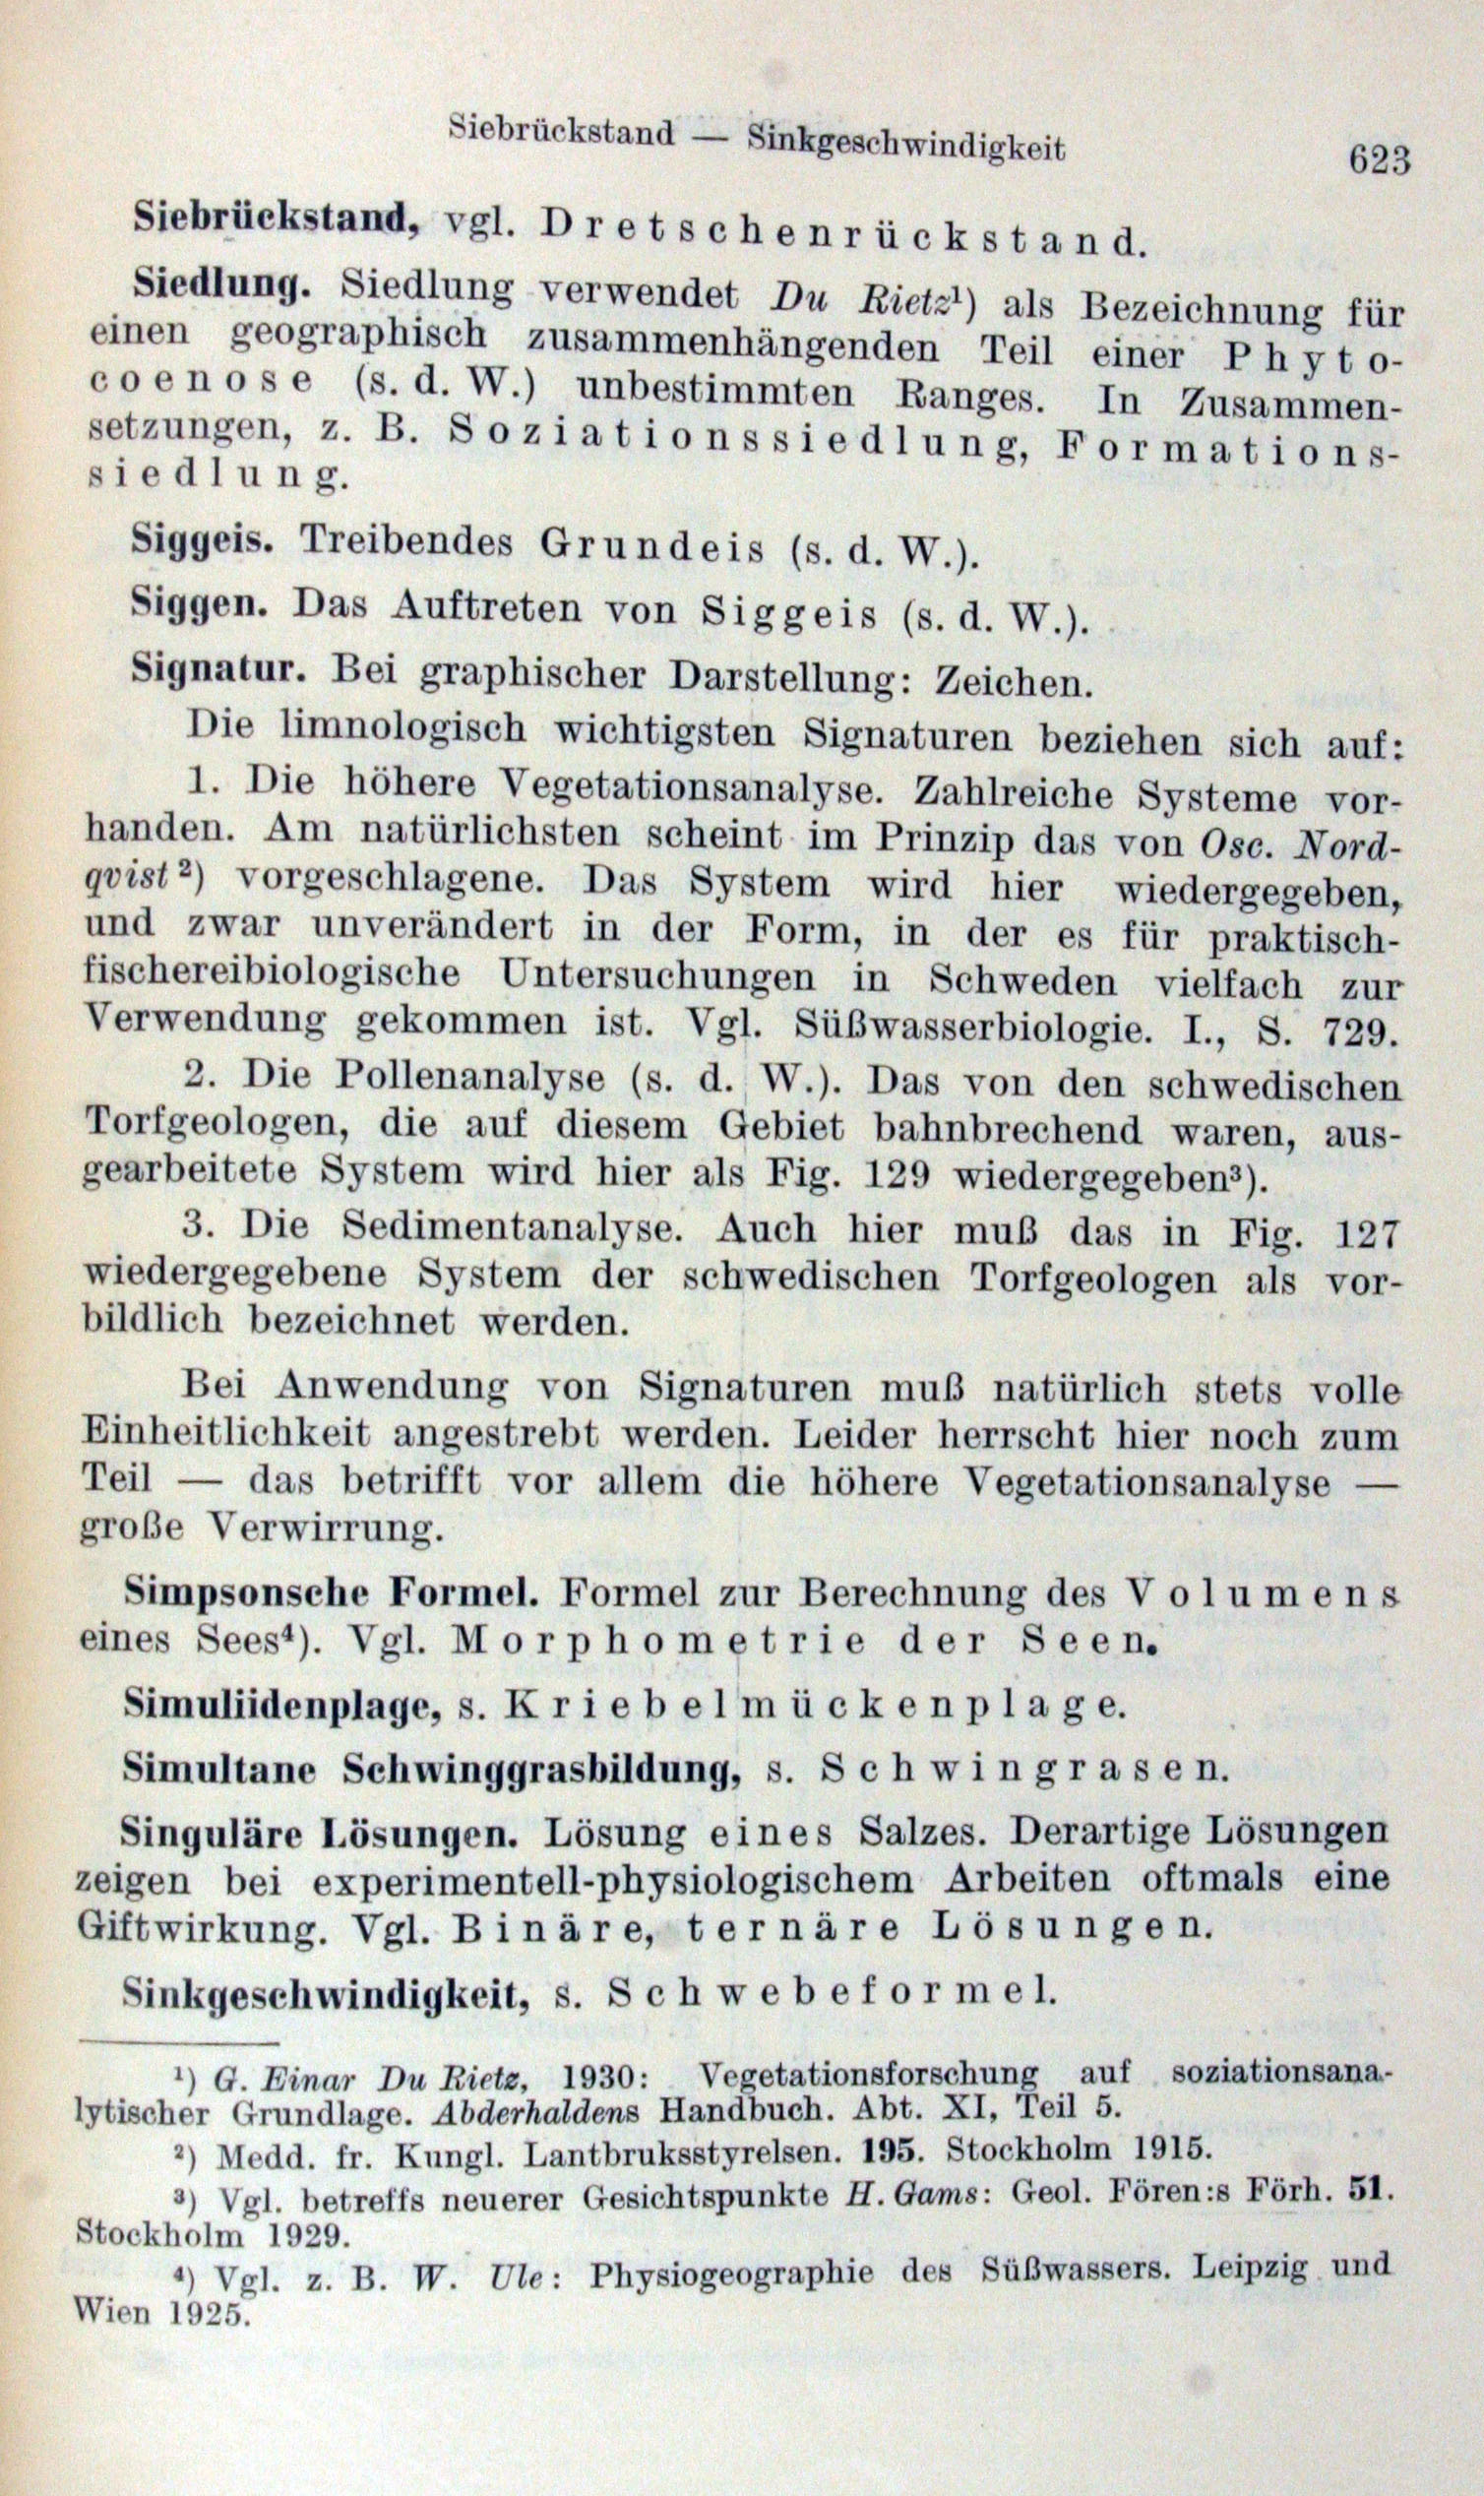 Siebrückstand — Sinkgeschwindigkeit
623
Siebrückstand, vgl. Dretschenrückstand.
Siedlung. Siedlung verwendet Du Rietz¹) als Bezeichnung für
einen geographisch zusammenhängenden Teil einer Phyto-
coenose (s. d. W.) unbestimmten Ranges. In Zusammen-
setzungen, z. B. Soziationssiedlung, Formations-
siedlung.
Siggeis. Treibendes Grundeis (s. d. W.).
Siggen. Das Auftreten von Siggeis (s. d. W.).
Signatur. Bei graphischer Darstellung: Zeichen.
Die limnologisch wichtigsten Signaturen beziehen sich auf:
1. Die höhere Vegetationsanalyse. Zahlreiche Systeme vor-
handen. Am natürlichsten scheint im Prinzip das von Osc. Nord-
qvist²) vorgeschlagene. Das System wird hier wiedergegeben,
und zwar unverändert in der Form, in der es für praktisch-
fischereibiologische Untersuchungen in Schweden vielfach zur
Verwendung gekommen ist. Vgl. Süßwasserbiologie. I., S. 729.
2. Die Pollenanalyse (s. d. W.). Das von den schwedischen
Torfgeologen, die auf diesem Gebiet bahnbrechend waren, aus-
gearbeitete System wird hier als Fig. 129 wiedergegeben³).
3. Die Sedimentanalyse. Auch hier muß das in Fig. 127
wiedergegebene System der schwedischen Torfgeologen als vor-
bildlich bezeichnet werden.
Bei Anwendung von Signaturen muß natürlich stets volle
Einheitlichkeit angestrebt werden. Leider herrscht hier noch zum
Teil — das betrifft vor allem die höhere Vegetationsanalyse —
große Verwirrung.
Simpsonsche Formel. Formel zur Berechnung des Volumens
eines Sees⁴). Vgl. Morphometrie der Seen.
Simuliidenplage, s. Kriebelmückenplage.
Simultane Schwinggrasbildung, s. Schwingrasen.
Singuläre Lösungen. Lösung eines Salzes. Derartige Lösungen
zeigen bei experimentell-physiologischem Arbeiten oftmals eine
Giftwirkung. Vgl. Binäre, ternäre Lösungen.
Sinkgeschwindigkeit, s. Schwebeformel.
¹) G. Einar Du Rietz, 1930: Vegetationsforschung auf soziationsana-
lytischer Grundlage. Abderhaldens Handbuch. Abt. XI, Teil 5.
²) Medd. fr. Kungl. Lantbruksstyrelsen. 195. Stockholm 1915.
³) Vgl. betreffs neuerer Gesichtspunkte H. Gams: Geol. Fören:s Förh. 51.
Stockholm 1929.
⁴) Vgl. z. B. W. Ule: Physiogeographie des Süßwassers. Leipzig und
Wien 1925.